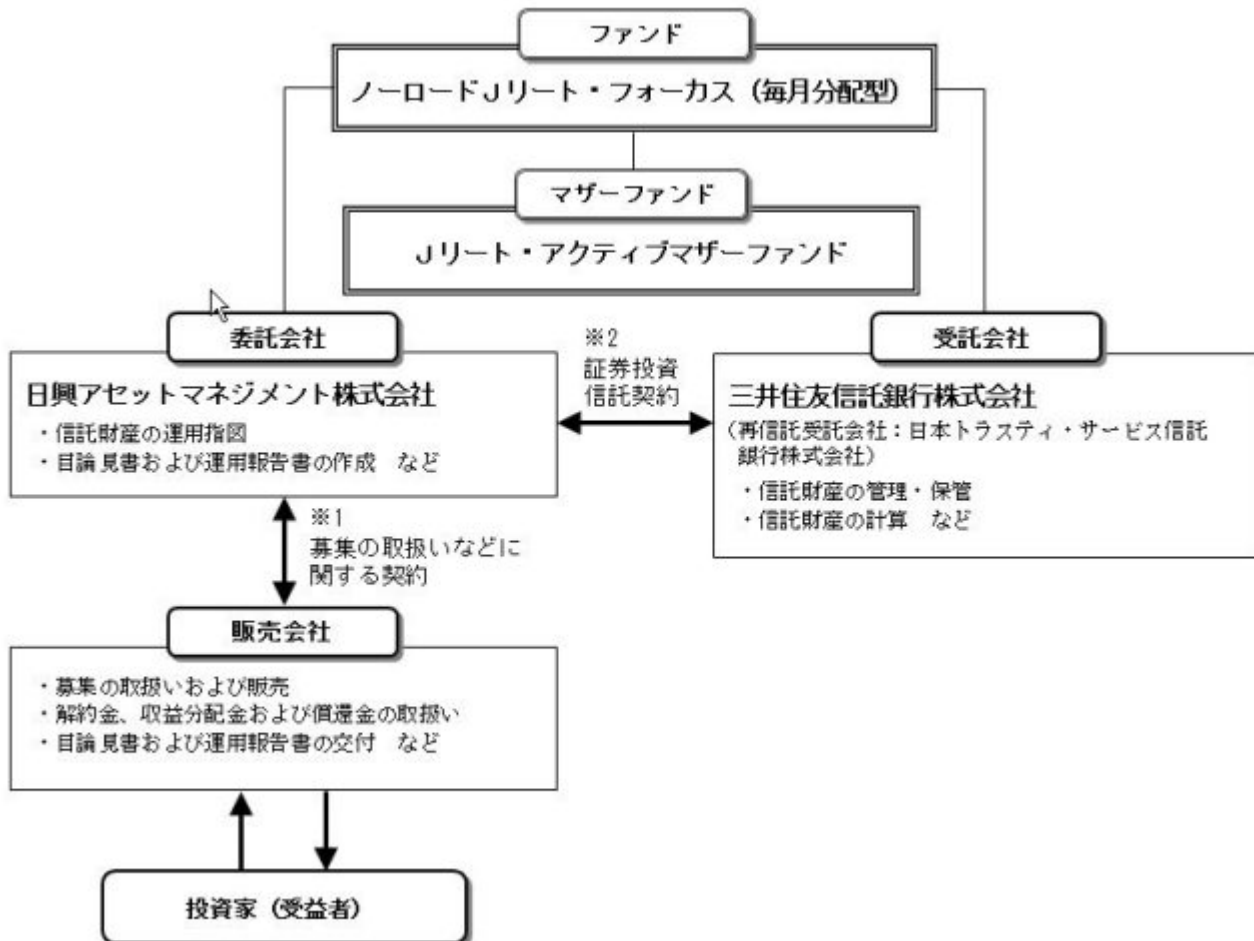 ファンド
ノーロードJリート・フォーカス（毎月分配型）
マザーファンド
Jリート・アクティブマザーファンド
委託会社
日興アセットマネジメント株式会社
・信託財産の運用指図
・目論見書および運用報告書の作成　など
※2
証券投資
信託契約
受託会社
三井住友信託銀行株式会社
（再信託受託会社：日本トラスティ・サービス信託
銀行株式会社）
・信託財産の管理・保管
・信託財産の計算　など
※1
募集の取扱いなどに
関する契約
販売会社
・募集の取扱いおよび販売
・解約金、収益分配金および償還金の取扱い
・目論見書および運用報告書の交付　など
投資家（受益者）